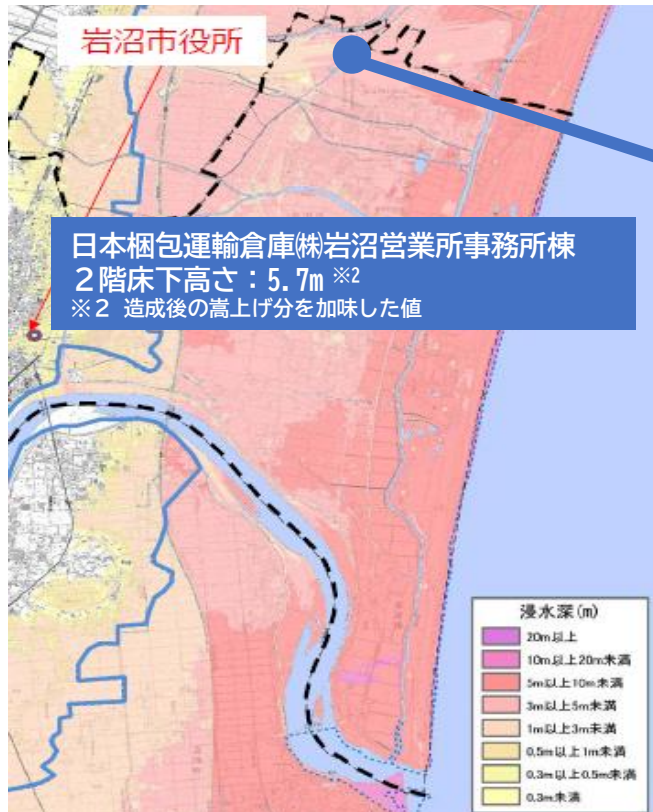 岩沼市役所
日本梱包運輸倉庫㈱岩沼営業所事務所棟
２階床下高さ：5.7m ※2
※２ 造成後の嵩上げ分を加味した値
浸水深(m)
20m以上
10m以上20m未満
5m以上10m未満
3m以上5m未満
1m以上3m未満
0.5m以上1m未満
0.3m以上0.5m未満
0.3m未満